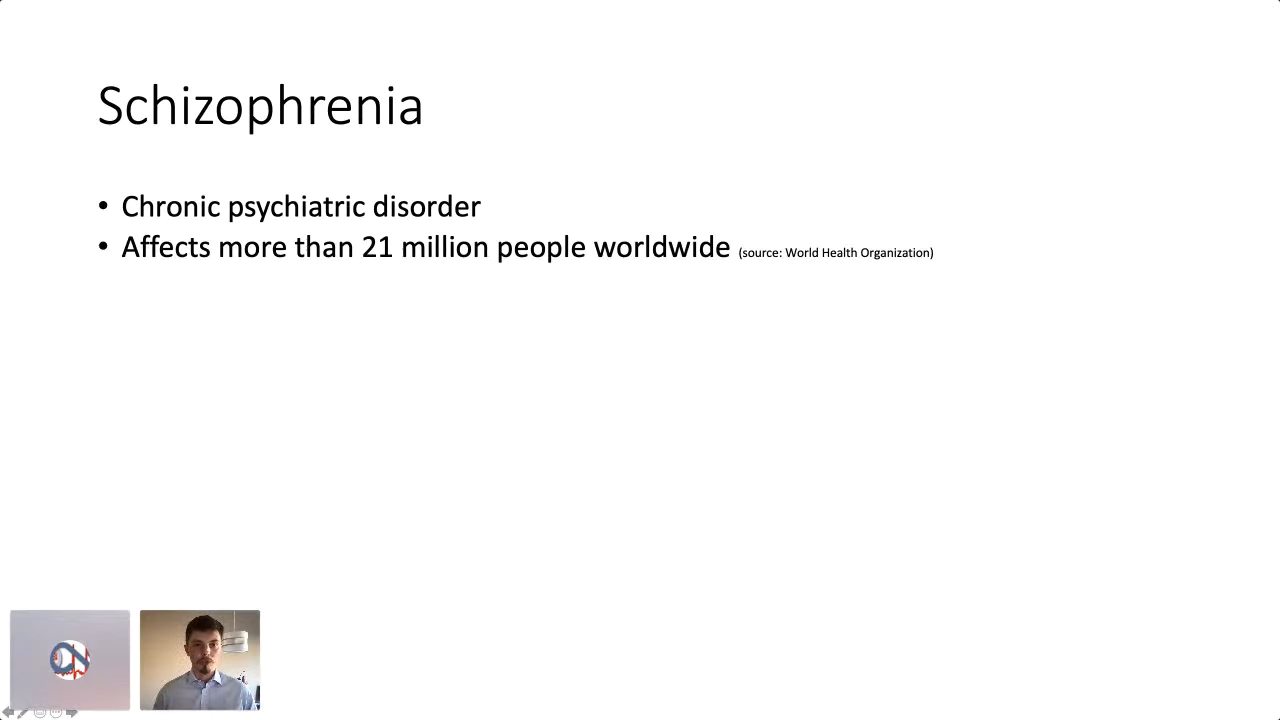 Schizophrenia
• Chronic psychiatric disorder
• Affects more than 21 million people worldwide (source: World Health Organization)